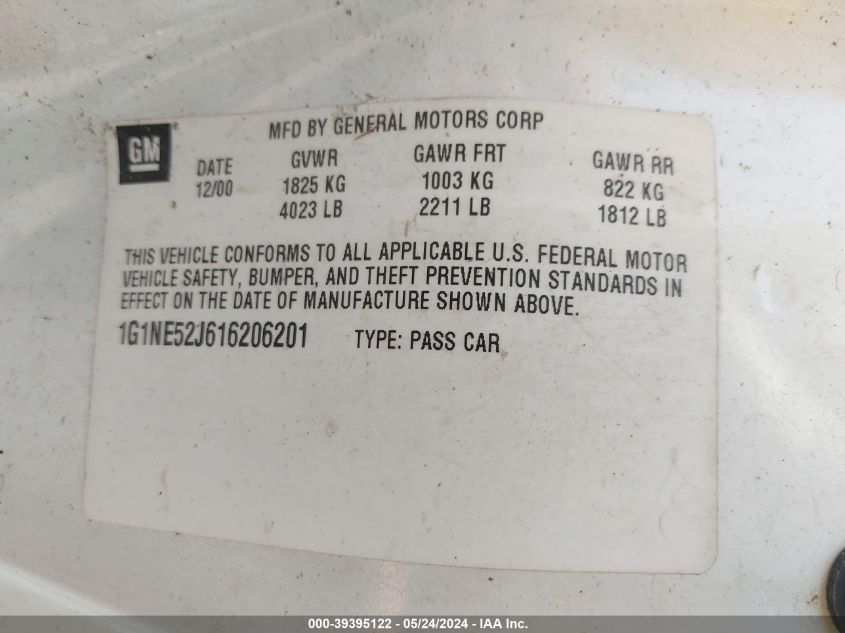 MFD BY GENERAL MOTORS CORP
GM
DATE GVWR GAWR FRT GAWR RR
12/00 1825 KG 1003 KG 822 KG
4023 LB 2211 LB 1812 LB
THIS VEHICLE CONFORMS TO ALL APPLICABLE U.S. FEDERAL MOTOR
VEHICLE SAFETY, BUMPER, AND THEFT PREVENTION STANDARDS IN
EFFECT ON THE DATE OF MANUFACTURE SHOWN ABOVE.
1G1NE52J616206201 TYPE: PASS CAR
000-39395122 - 05/24/2024 - IAA Inc.